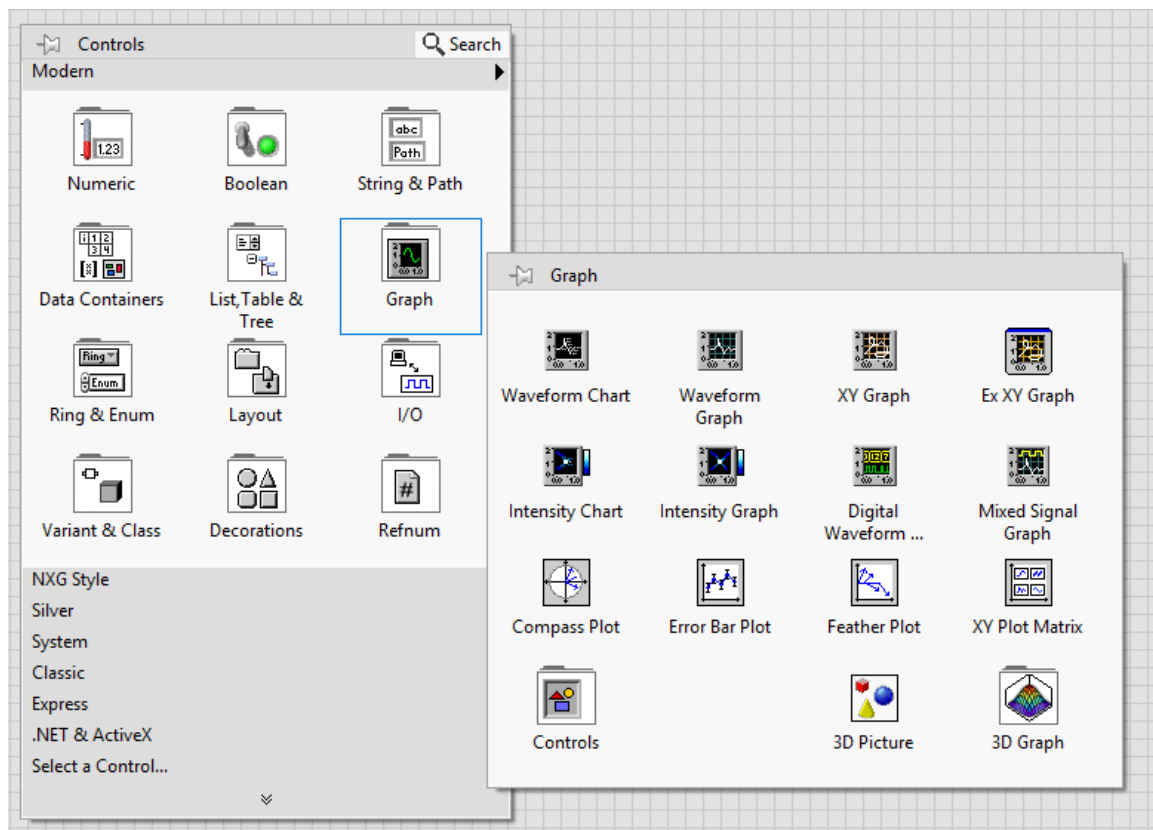 Controls
Search
Modern
Numeric
Boolean
String & Path
Data Containers
List, Table &
Tree
Graph
Ring & Enum
Layout
I/O
Variant & Class
Decorations
Refnum
NXG Style
Silver
System
Classic
Express
.NET & ActiveX
Select a Control...
Graph
Waveform Chart
Waveform
Graph
XY Graph
Ex XY Graph
Intensity Chart
Intensity Graph
Digital
Waveform ...
Mixed Signal
Graph
Compass Plot
Error Bar Plot
Feather Plot
XY Plot Matrix
Controls
3D Picture
3D Graph
1.23
abc
Path
Ring
Enum
#